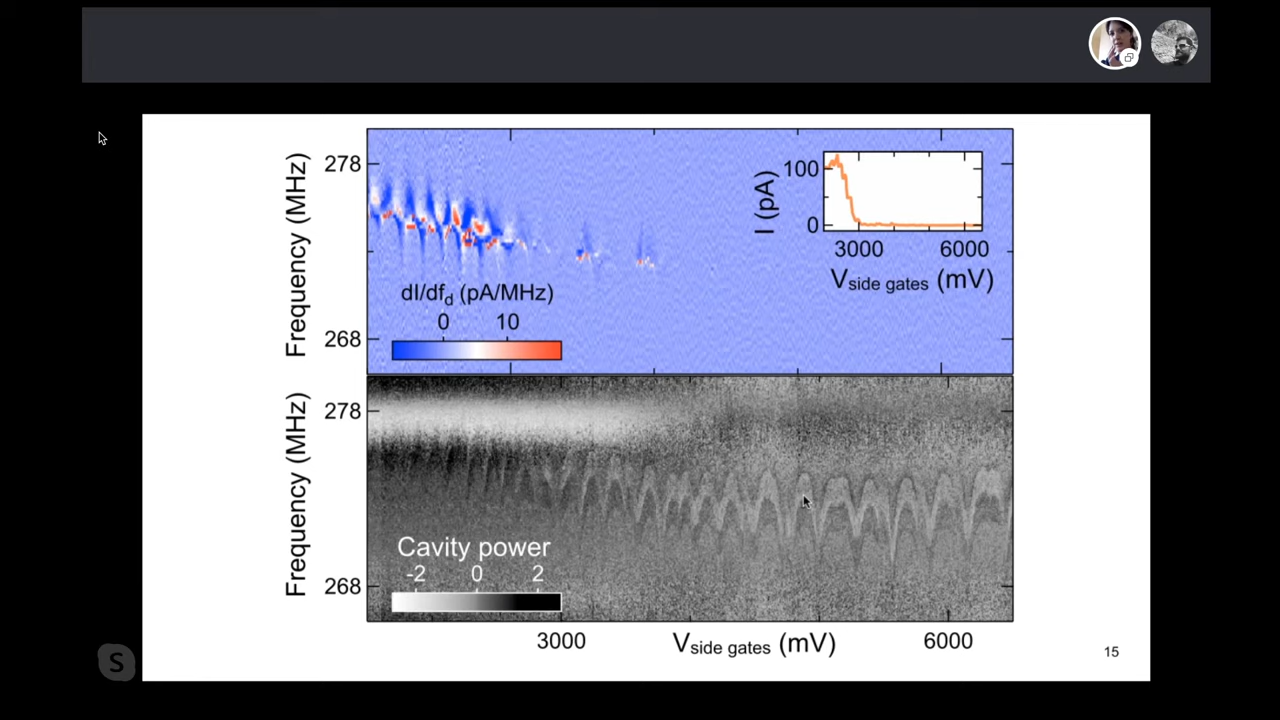 278
Frequency (MHz)
268
dI/dfd (pA/MHz)
0 10
I (pA)
100
0
3000 6000
Vside gates (mV)
278
Frequency (MHz)
268
Cavity power
-2 0 2
3000 Vside gates (mV) 6000
15
S